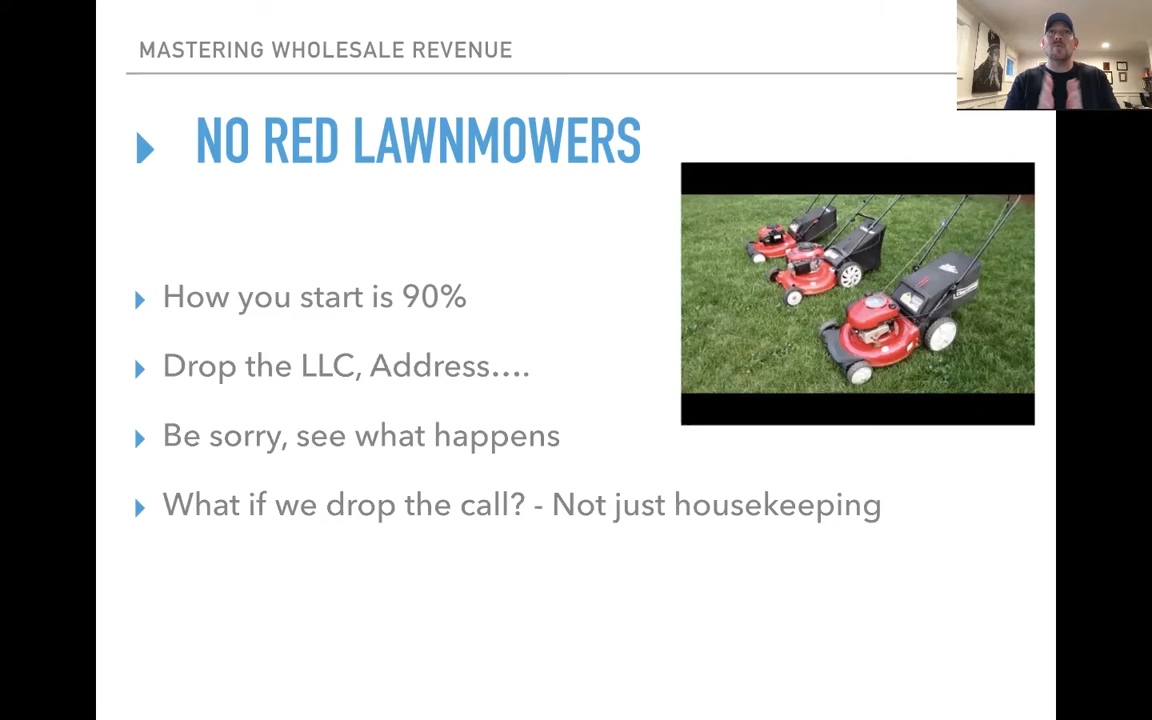 MASTERING WHOLESALE REVENUE
NO RED LAWNMOWERS
How you start is 90%
Drop the LLC, Address….
Be sorry, see what happens
What if we drop the call? - Not just housekeeping